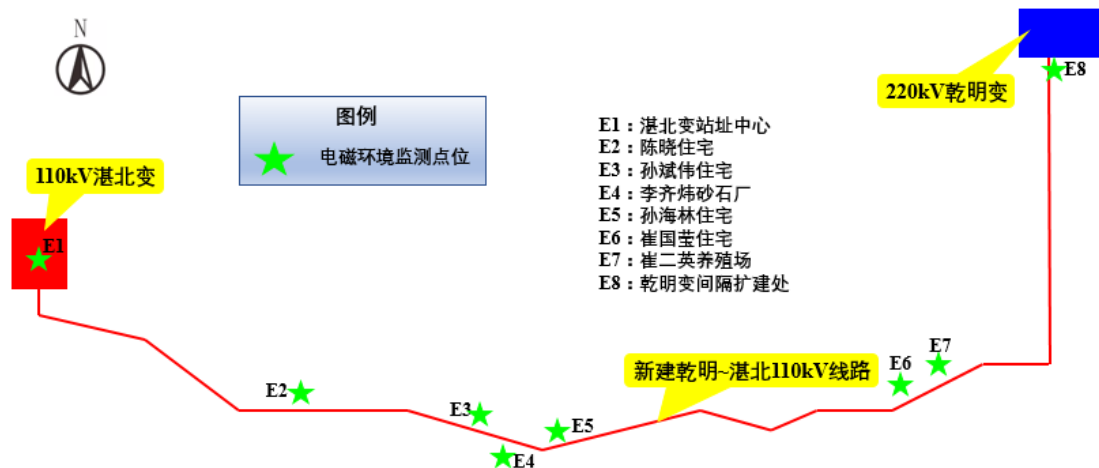 N
E8
220kV乾明变
图例
电磁环境监测点位
E1：湛北变站址中心
E2：陈晓住宅
E3：孙斌伟住宅
E4：李齐炜砂石厂
E5：孙海林住宅
E6：崔国莹住宅
E7：崔二英养殖场
E8：乾明变间隔扩建处
110kV湛北变
E1
E7
新建乾明~湛北110kV线路
E6
E2
E3
E5
E4